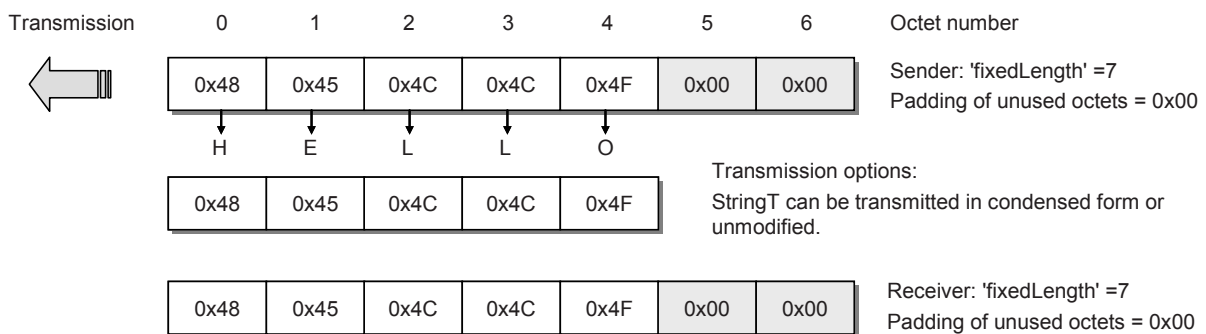 Transmission 0 1 2 3 4 5 6 Octet number
0x48 0x45 0x4C 0x4C 0x4F 0x00 0x00
Sender: 'fixedLength' =7
Padding of unused octets = 0x00
H E L L O
0x48 0x45 0x4C 0x4C 0x4F
Transmission options:
StringT can be transmitted in condensed form or
unmodified.
0x48 0x45 0x4C 0x4C 0x4F 0x00 0x00
Receiver: 'fixedLength' =7
Padding of unused octets = 0x00